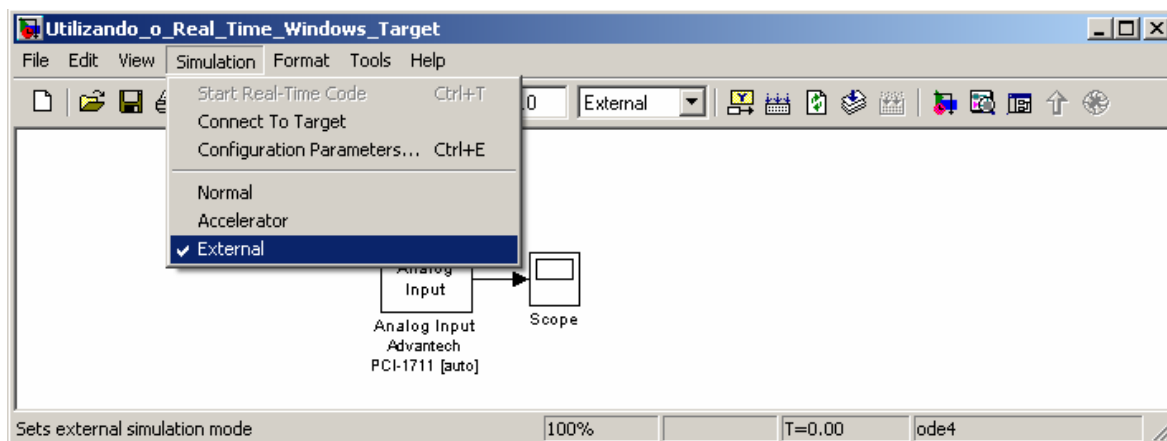 Utilizando_o_Real_Time_Windows_Target
File Edit View Simulation Format Tools Help
.0 External
Start Real-Time Code Ctrl+T
Connect To Target
Configuration Parameters... Ctrl+E
Normal
Accelerator
External
Analog
Input
Analog Input
Advantech
PCI-1711 [auto]
Scope
Sets external simulation mode 100% T=0.00 ode4